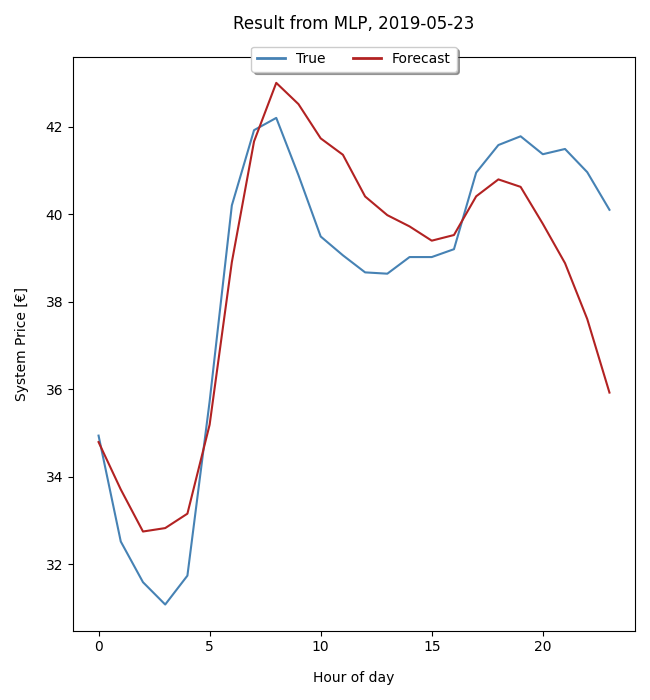 Result from MLP, 2019-05-23
True Forecast
42
40
38
36
34
32
System Price [€]
0 5 10 15 20
Hour of day